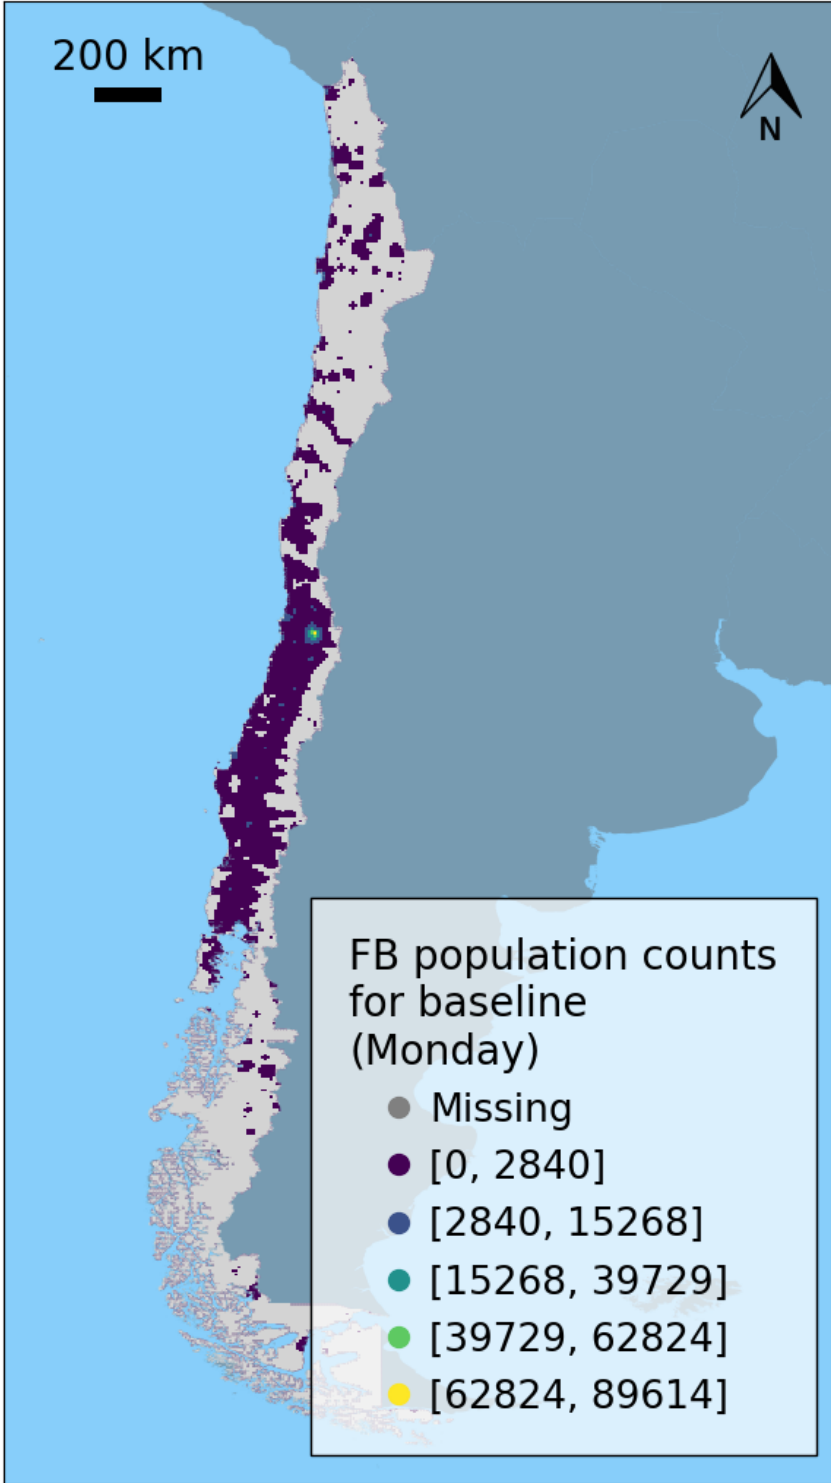 200 km
N
FB population counts
for baseline
(Monday)
Missing
[0, 2840]
[2840, 15268]
[15268, 39729]
[39729, 62824]
[62824, 89614]